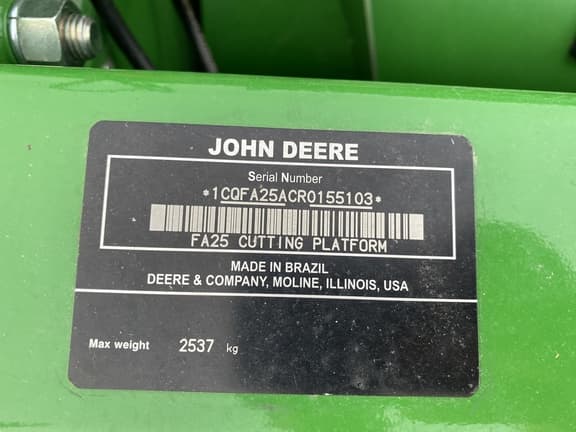 JOHN DEERE
Serial Number
*1CQFA25ACR0155103*
FA25 CUTTING PLATFORM
MADE IN BRAZIL
DEERE & COMPANY, MOLINE, ILLINOIS, USA
Max weight 2537 kg